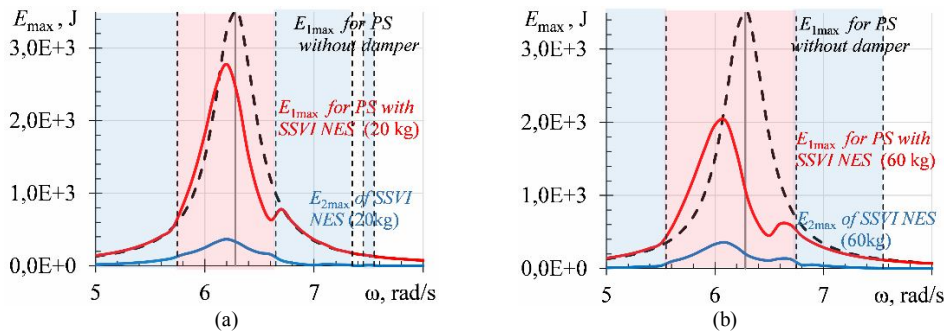 E_max , J
3,0E+3
2,0E+3
1,0E+3
0,0E+3
5
6
7
ω, rad/s
E_1max for PS
without damper
E_1max for PS with
SSVI NES (20 kg)
E_2max of SSVI
NES (20kg)
(a)
E_max , J
3,0E+3
2,0E+3
1,0E+3
0,0E+3
5
6
7
ω, rad/s
E_1max for PS
without damper
E_1max for PS with
SSVI NES (60 kg)
E_2max of SSVI NES
(60kg)
(b)